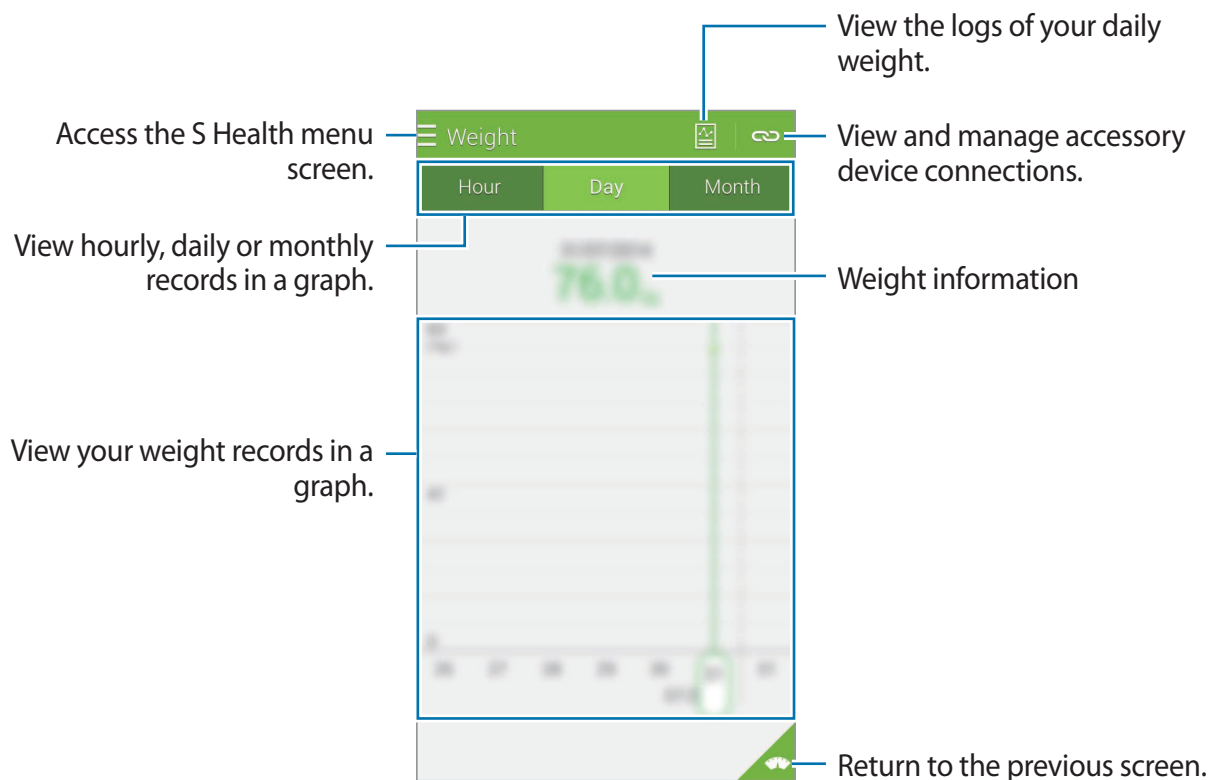 View the logs of your daily
weight.
Access the S Health menu
screen.
Weight
View and manage accessory
device connections.
Hour Day Month
View hourly, daily or monthly
records in a graph.
76.0
Weight information
View your weight records in a
graph.
Return to the previous screen.